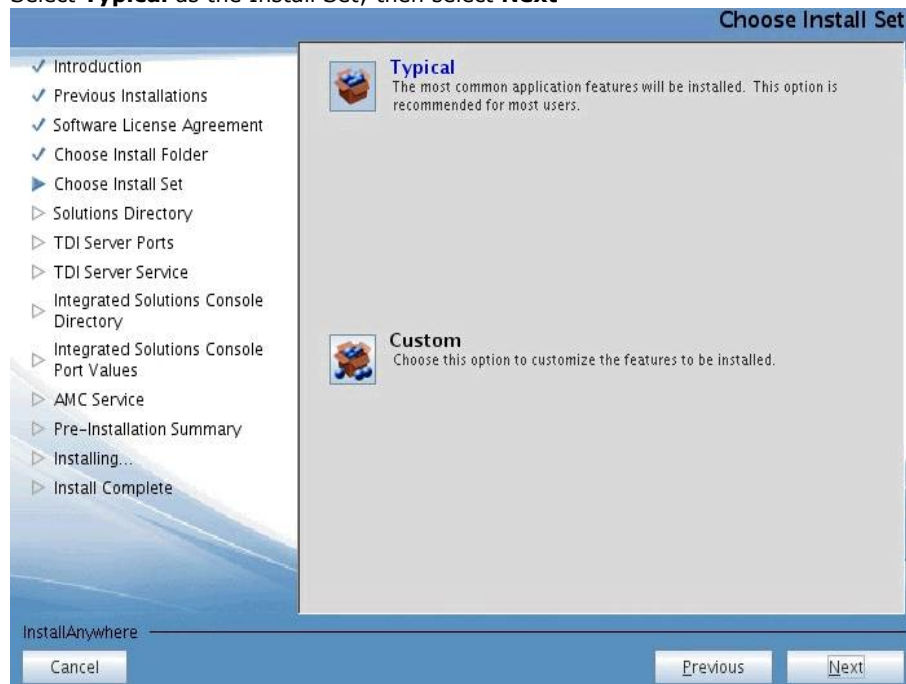 Select Typical as the Install Set, then select Next
Choose Install Set
Introduction
Previous Installations
Software License Agreement
Choose Install Folder
Choose Install Set
Solutions Directory
TDI Server Ports
TDI Server Service
Integrated Solutions Console
Directory
Integrated Solutions Console
Port Values
AMC Service
Pre-Installation Summary
Installing...
Install Complete
Typical
The most common application features will be installed. This option is
recommended for most users.
Custom
Choose this option to customize the features to be installed.
InstallAnywhere
Cancel
Previous
Next